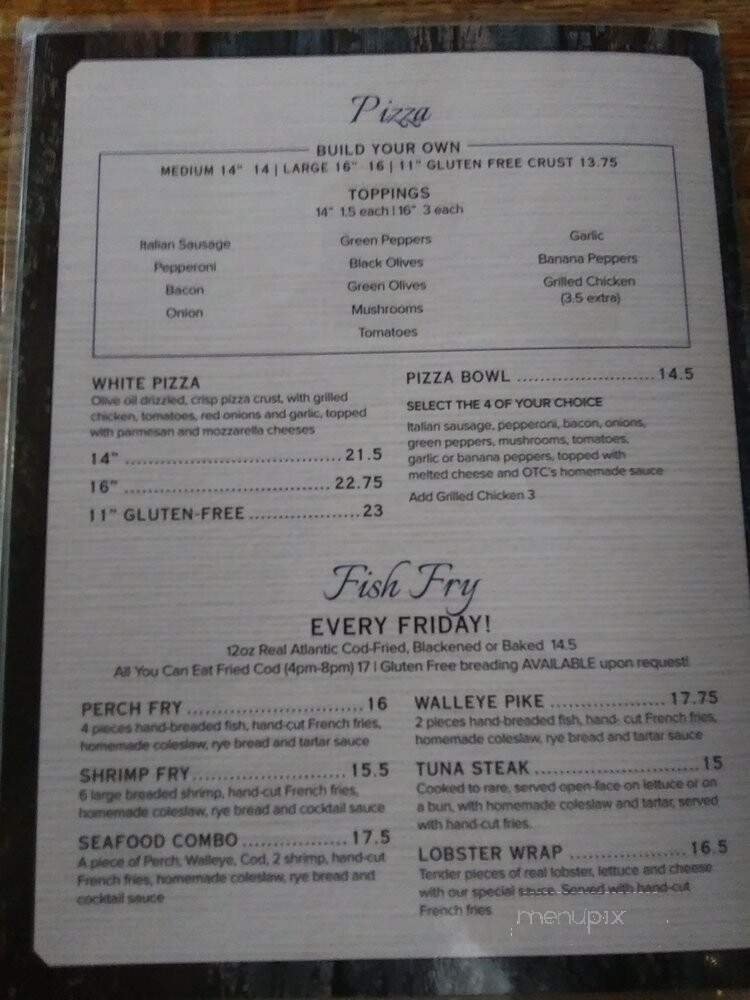 Pizza
BUILD YOUR OWN
MEDIUM 14" 14 | LARGE 16" 16 | 11" GLUTEN FREE CRUST 13.75
TOPPINGS
14" 1.5 each | 16" 3 each
Italian Sausage
Pepperoni
Bacon
Onion
Green Peppers
Black Olives
Green Olives
Mushrooms
Tomatoes
Garlic
Banana Peppers
Grilled Chicken
(3.5 extra)
WHITE PIZZA
Olive oil drizzled, crisp pizza crust, with grilled
chicken, tomatoes, red onions and garlic, topped
with parmesan and mozzarella cheeses
14" .................................... 21.5
16" .................................. 22.75
11" GLUTEN-FREE .................. 23
PIZZA BOWL ...................... 14.5
SELECT THE 4 OF YOUR CHOICE
Italian sausage, pepperoni, bacon, onions,
green peppers, mushrooms, tomatoes,
garlic or banana peppers, topped with
melted cheese and OTC's homemade sauce
Add Grilled Chicken 3
Fish Fry
EVERY FRIDAY!
12oz Real Atlantic Cod-Fried, Blackened or Baked 14.5
All You Can Eat Fried Cod (4pm-8pm) 17 | Gluten Free breading AVAILABLE upon request!
PERCH FRY ............................. 16
4 pieces hand-breaded fish, hand-cut French fries,
homemade coleslaw, rye bread and tartar sauce
SHRIMP FRY ......................... 15.5
6 large breaded shrimp, hand-cut French fries,
homemade coleslaw, rye bread and cocktail sauce
SEAFOOD COMBO ................. 17.5
A piece of Perch, Walleye, Cod, 2 shrimp, hand-cut
French fries, homemade coleslaw, rye bread and
cocktail sauce
WALLEYE PIKE ................... 17.75
2 pieces hand-breaded fish, hand- cut French fries,
homemade coleslaw, rye bread and tartar sauce
TUNA STEAK ........................... 15
Cooked to rare, served open-face on lettuce or on
a bun, with homemade coleslaw and tartar, served
with hand-cut fries.
LOBSTER WRAP ................... 16.5
Tender pieces of real lobster, lettuce and cheese
with our special sauce. Served with hand-cut
French fries
menupix